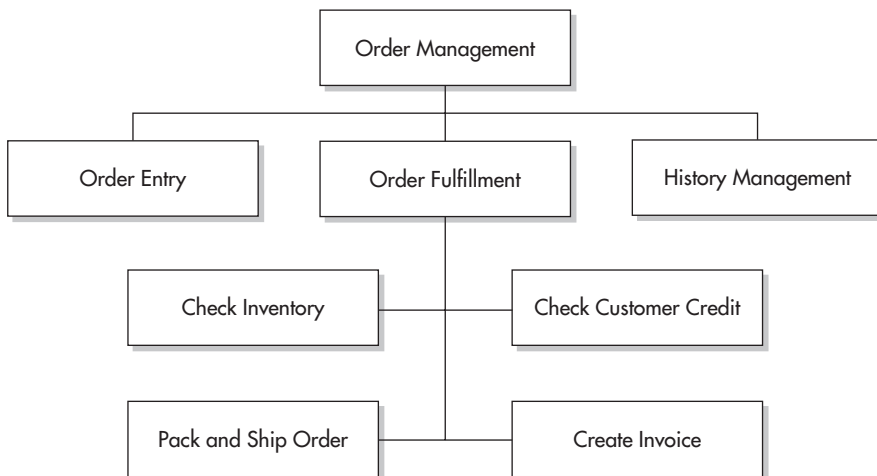 Order Management
Order Entry
Order Fulfillment
History Management
Check Inventory
Check Customer Credit
Pack and Ship Order
Create Invoice